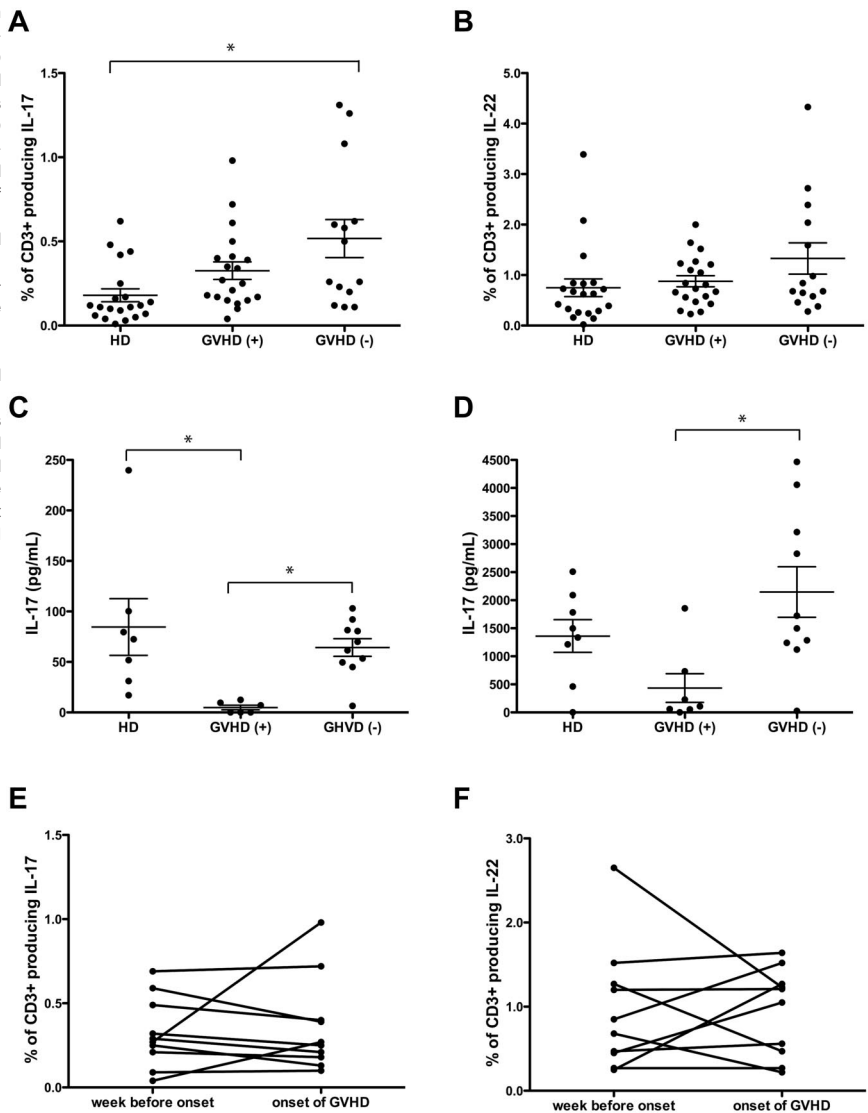 A
*
% of CD3+ producing IL-17
1.5
1.0
0.5
0.0
HD
GVHD (+)
GVHD (-)
B
% of CD3+ producing IL-22
5.0
4.0
3.0
2.0
1.0
0.0
HD
GVHD (+)
GVHD (-)
C
*
*
IL-17 (pg/mL)
250
200
150
100
50
0
HD
GVHD (+)
GHVD (-)
D
*
IL-17 (pg/mL)
4500
4000
3500
3000
2500
2000
1500
1000
500
0
HD
GVHD (+)
GVHD (-)
E
% of CD3+ producing IL-17
1.5
1.0
0.5
0.0
week before onset
onset of GVHD
F
% of CD3+ producing IL-22
3.0
2.0
1.0
0.0
week before onset
onset of GVHD